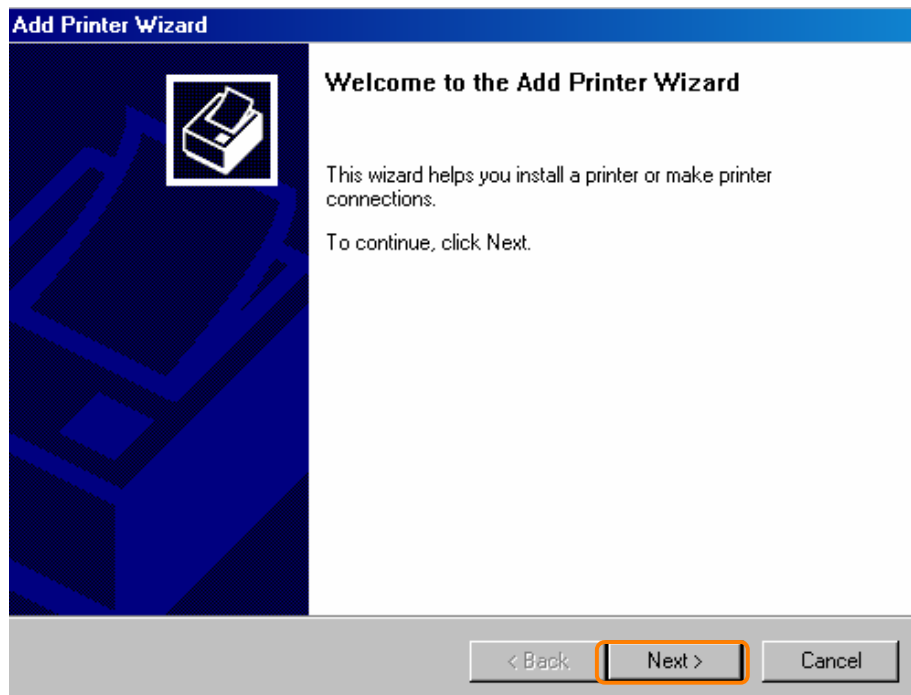 Add Printer Wizard
Welcome to the Add Printer Wizard
This wizard helps you install a printer or make printer
connections.
To continue, click Next.
< Back
Next >
Cancel